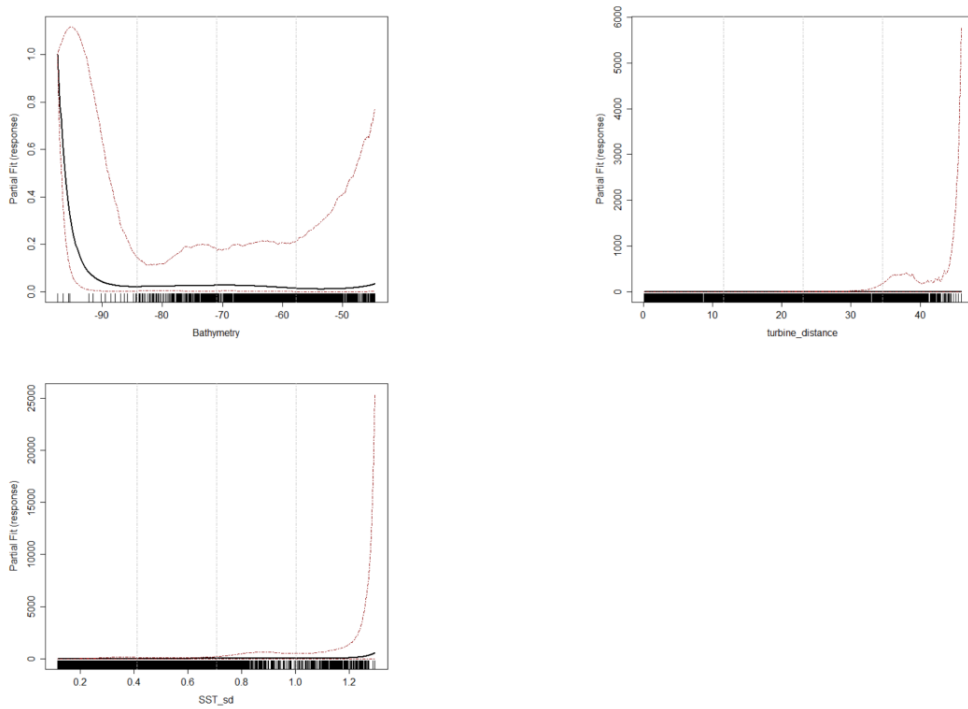 Partial Fit (response)
0.0 0.2 0.4 0.6 0.8 1.0
-90 -80 -70 -60 -50
Bathymetry
Partial Fit (response)
0 1000 2000 3000 4000 5000 6000
0 10 20 30 40
turbine_distance
Partial Fit (response)
0 5000 10000 15000 20000 25000
0.2 0.4 0.6 0.8 1.0 1.2
SST_sd